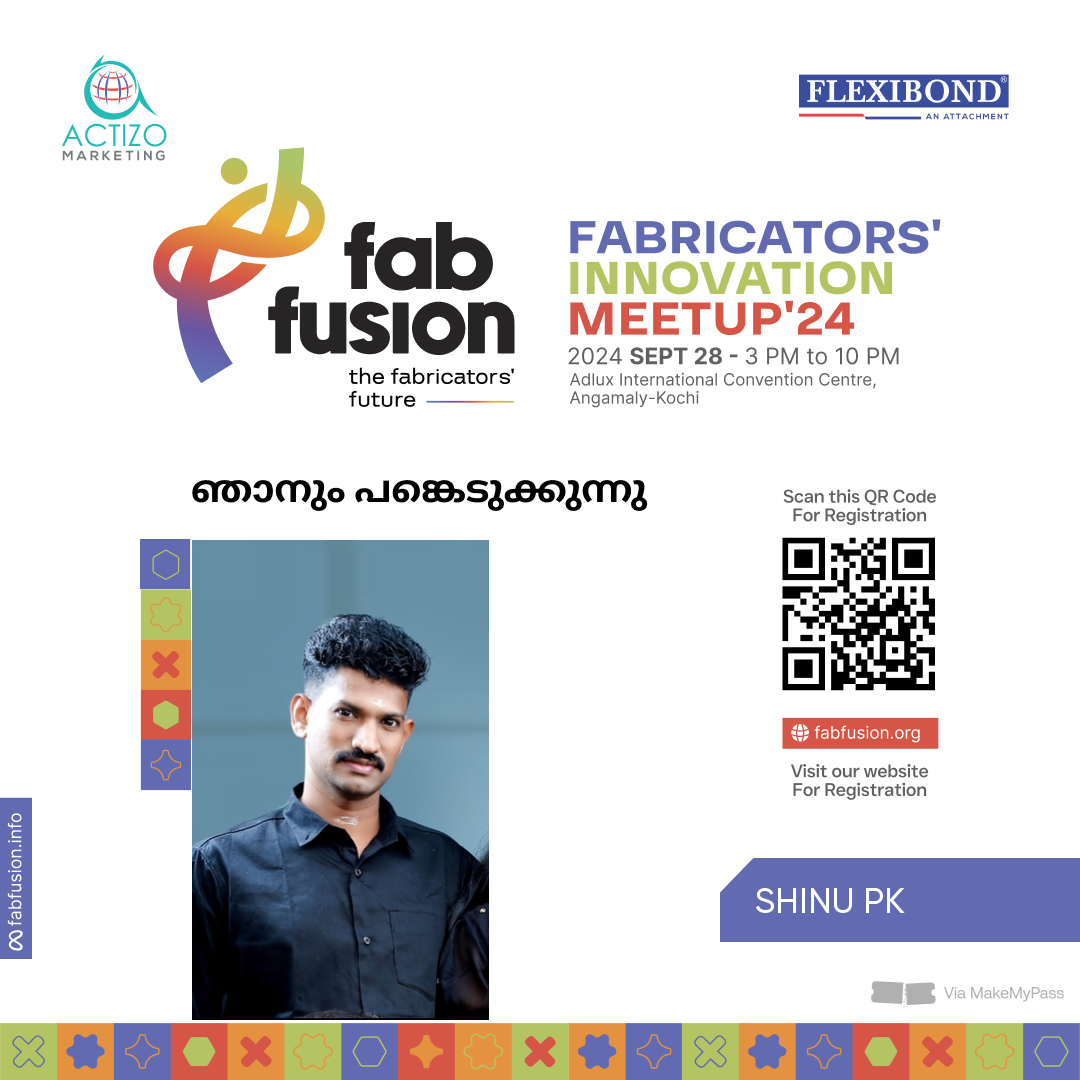 ACTIZO
MARKETING
FLEXIBOND®
AN ATTACHMENT
fab
fusion
the fabricators'
future
FABRICATORS'
INNOVATION
MEETUP'24
2024 SEPT 28 - 3 PM to 10 PM
Adlux International Convention Centre,
Angamaly-Kochi
ഞാനും പങ്കെടുക്കുന്നു
Scan this QR Code
For Registration
fabfusion.org
Visit our website
For Registration
fabfusion.info
SHINU PK
Via MakeMyPass